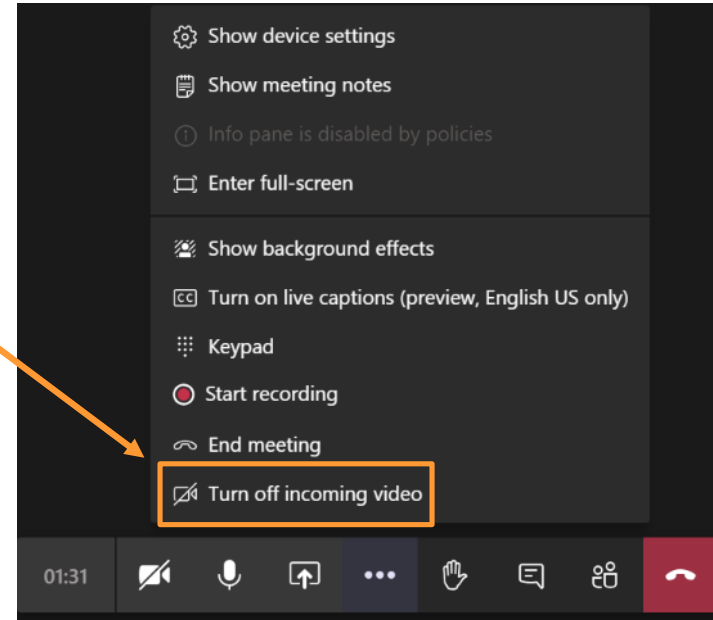 Show device settings
Show meeting notes
Info pane is disabled by policies
Enter full-screen
Show background effects
CC Turn on live captions (preview, English US only)
Keypad
Start recording
End meeting
Turn off incoming video
01:31